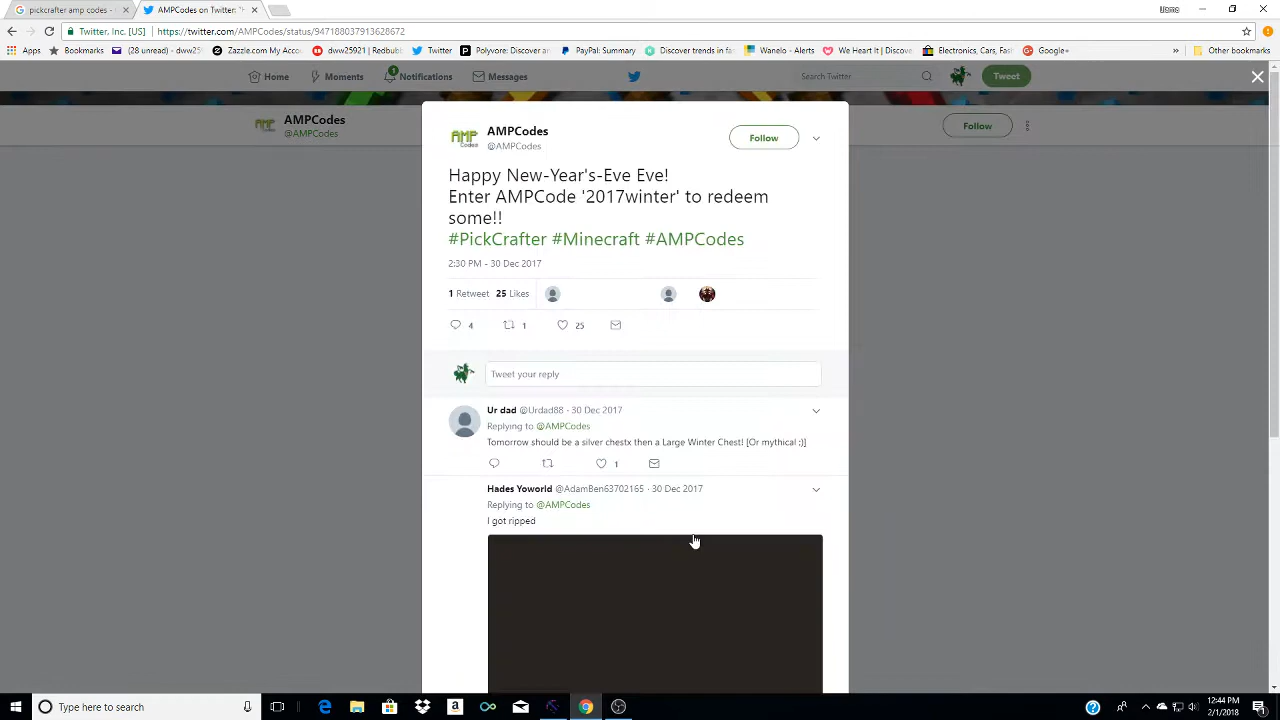 pickcrafter amp codes -
AMPCodes on Twitter: "H
Twitter, Inc. [US]
https://twitter.com/AMPCodes/status/947188037913628672
Apps
Bookmarks
(28 unread) - dww25
Zazzle.com My Acco
dww25921 | Redbubl
Twitter
Polyvore: Discover a
PayPal: Summary
Discover trends in fa
Wanelo - Alerts
We Heart It | Discov
Electronics, Cars, Fas
Google+
»
Other bookmarks
Home
Moments
1
Notifications
Messages
Search Twitter
Tweet
AMPCodes
@AMPCodes
Follow
AMP
Codes
AMPCodes
@AMPCodes
Follow
Happy New-Year's-Eve Eve!
Enter AMPCode '2017winter' to redeem
some!!
#PickCrafter #Minecraft #AMPCodes
2:30 PM - 30 Dec 2017
1 Retweet 25 Likes
4 1 25
Tweet your reply
Ur dad @Urdad88 · 30 Dec 2017
Replying to @AMPCodes
Tomorrow should be a silver chestx then a Large Winter Chest! [Or mythical ;)]
1
Hades Yoworld @AdamBen63702165 · 30 Dec 2017
Replying to @AMPCodes
I got ripped
Type here to search
12:44 PM
2/1/2018